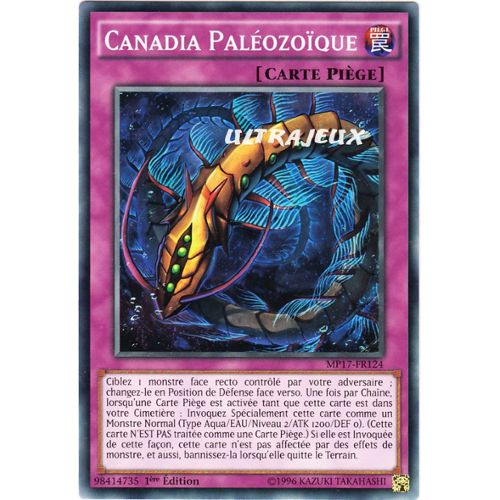 Canadia Paléozoïque
PIÈGE
罠
[Carte Piège]
ULTRAJEUX
MP17-FR124
Ciblez 1 monstre face recto contrôlé par votre adversaire ;
changez-le en Position de Défense face verso. Une fois par Chaîne,
lorsqu'une Carte Piège est activée tant que cette carte est dans
votre Cimetière : Invoquez Spécialement cette carte comme un
Monstre Normal (Type Aqua/EAU/Niveau 2/ATK 1200/DEF 0). (Cette
carte N'EST PAS traitée comme une Carte Piège.) Si elle est Invoquée
de cette façon, cette carte n'est pas affectée par des effets de
monstre, et aussi, bannissez-la lorsqu'elle quitte le Terrain.
98414735 1ère Édition ©1996 KAZUKI TAKAHASHI